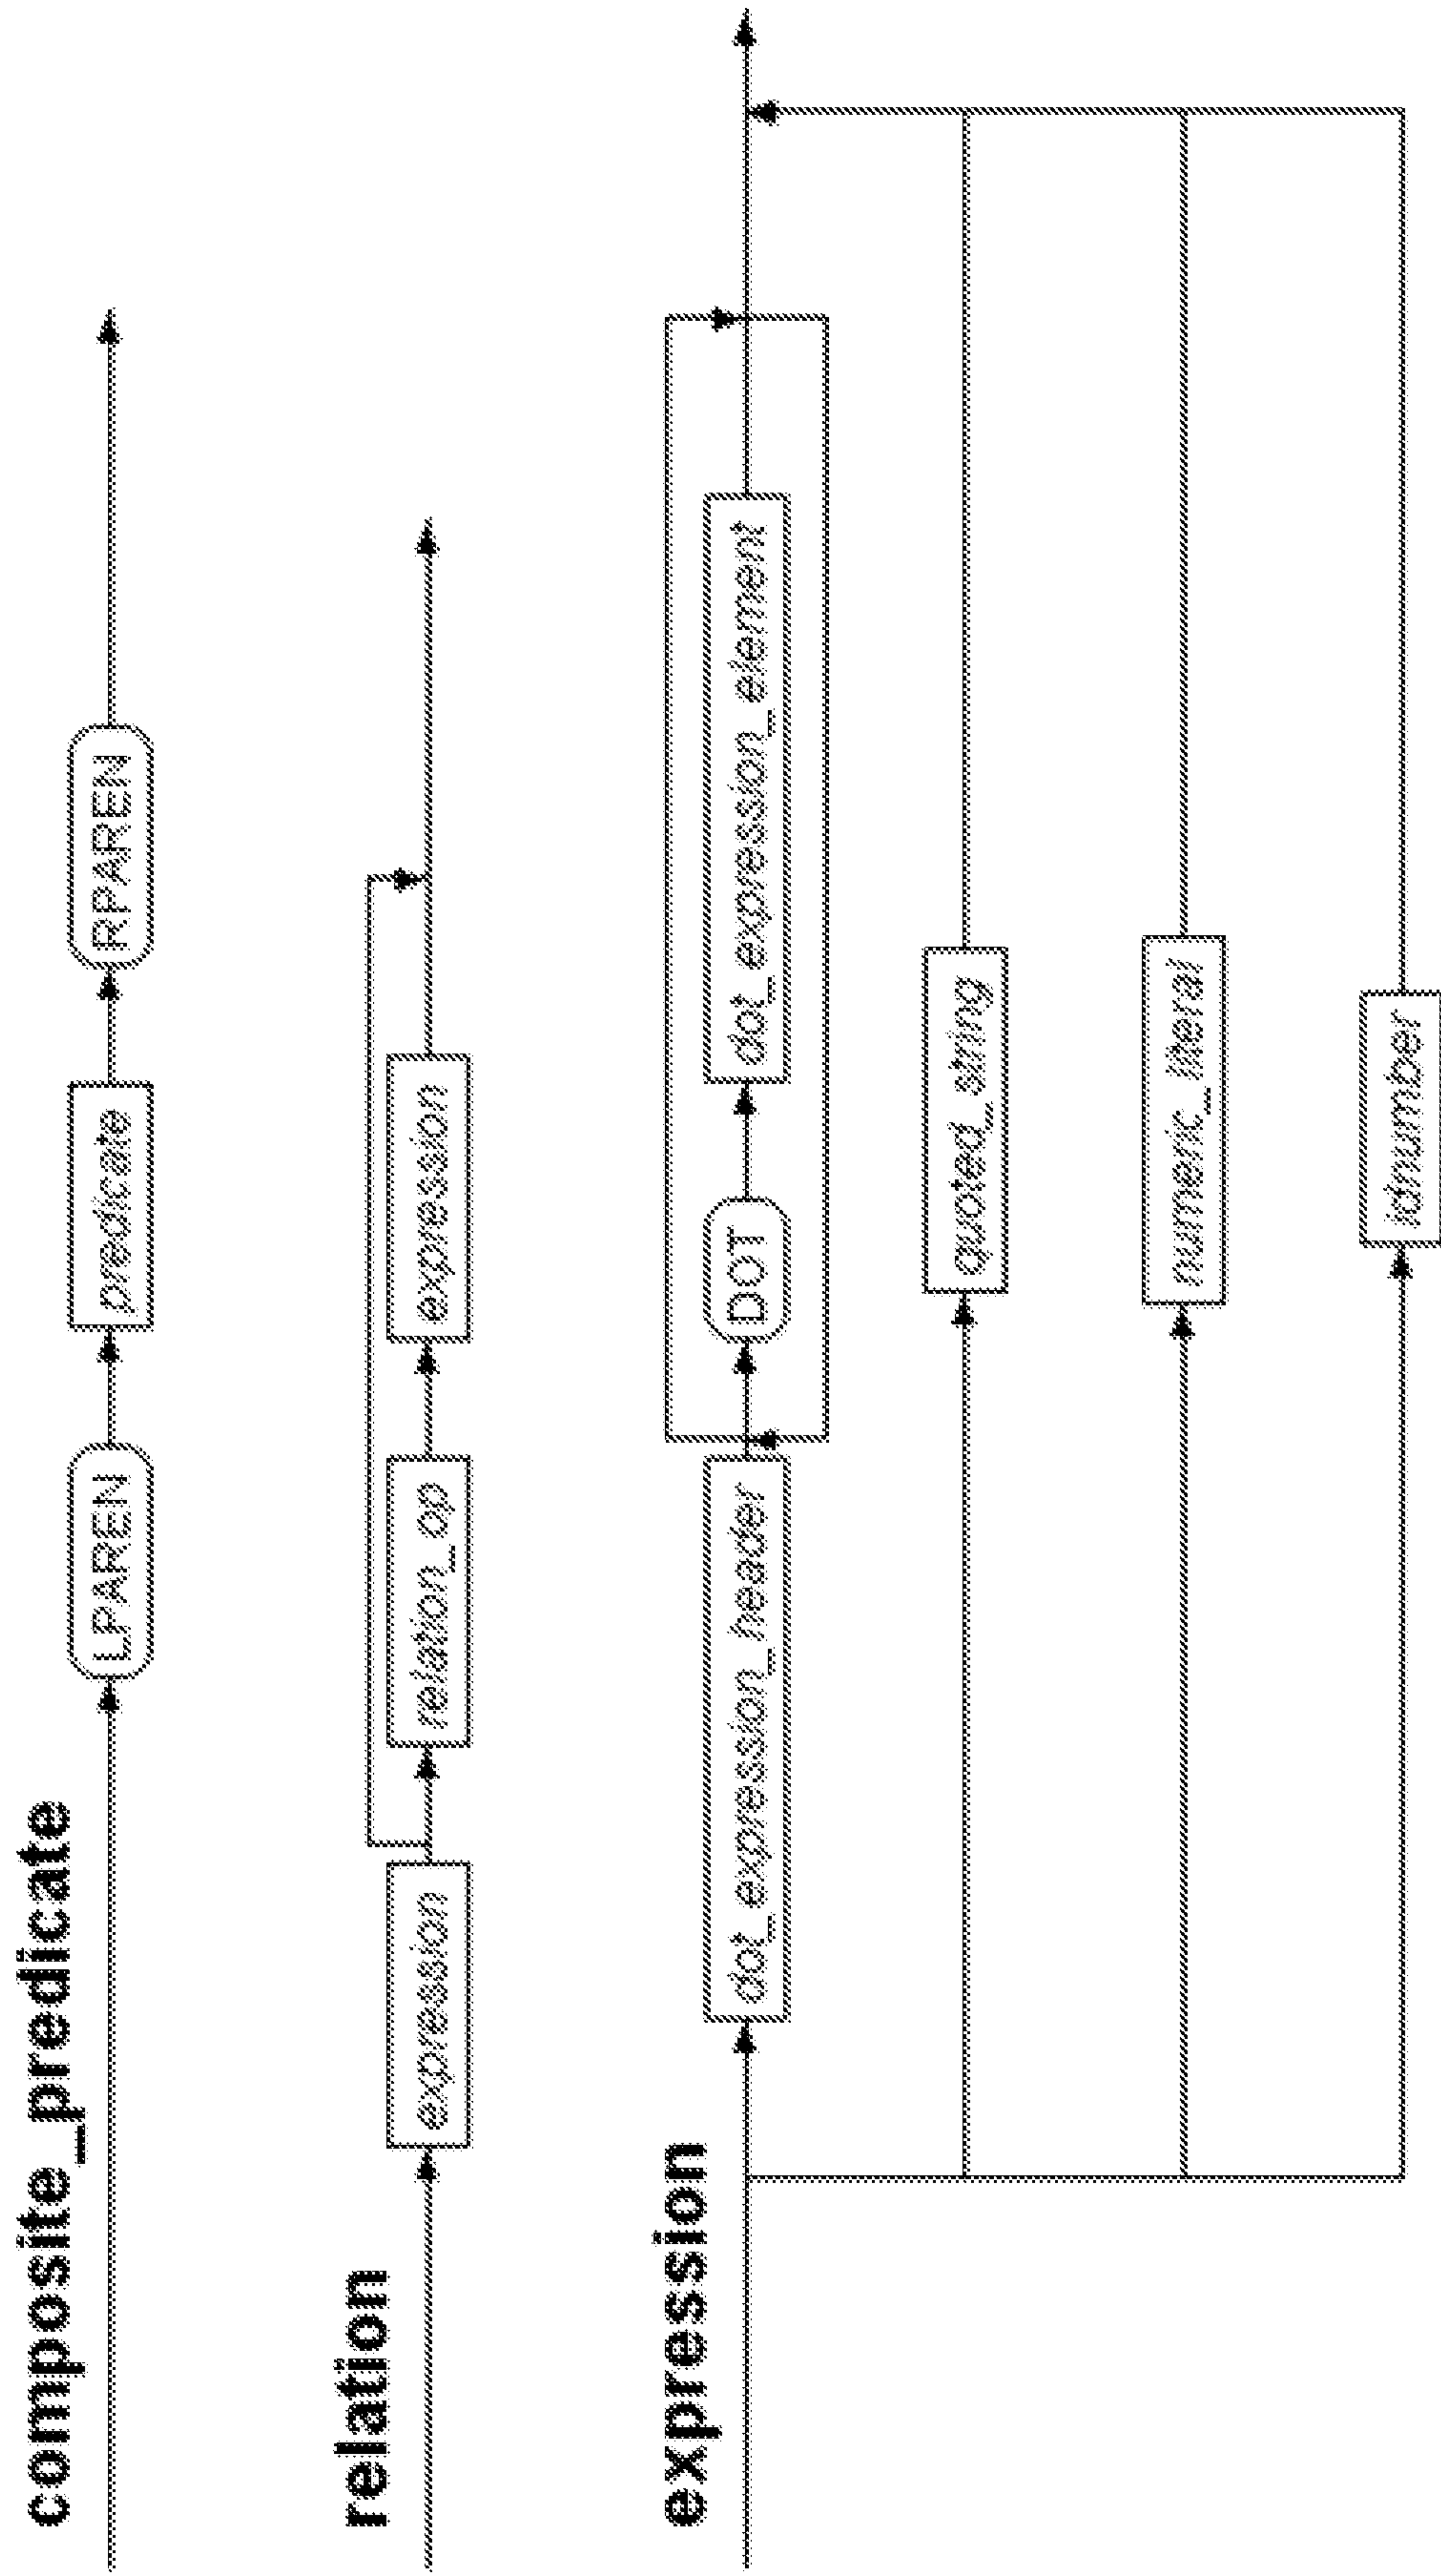 composite_predicate
LPAREN predicate RPAREN
relation
expression relation_op expression
expression
dot_expression_header DOT dot_expression_element
quoted_string
numeric_literal
idnumber